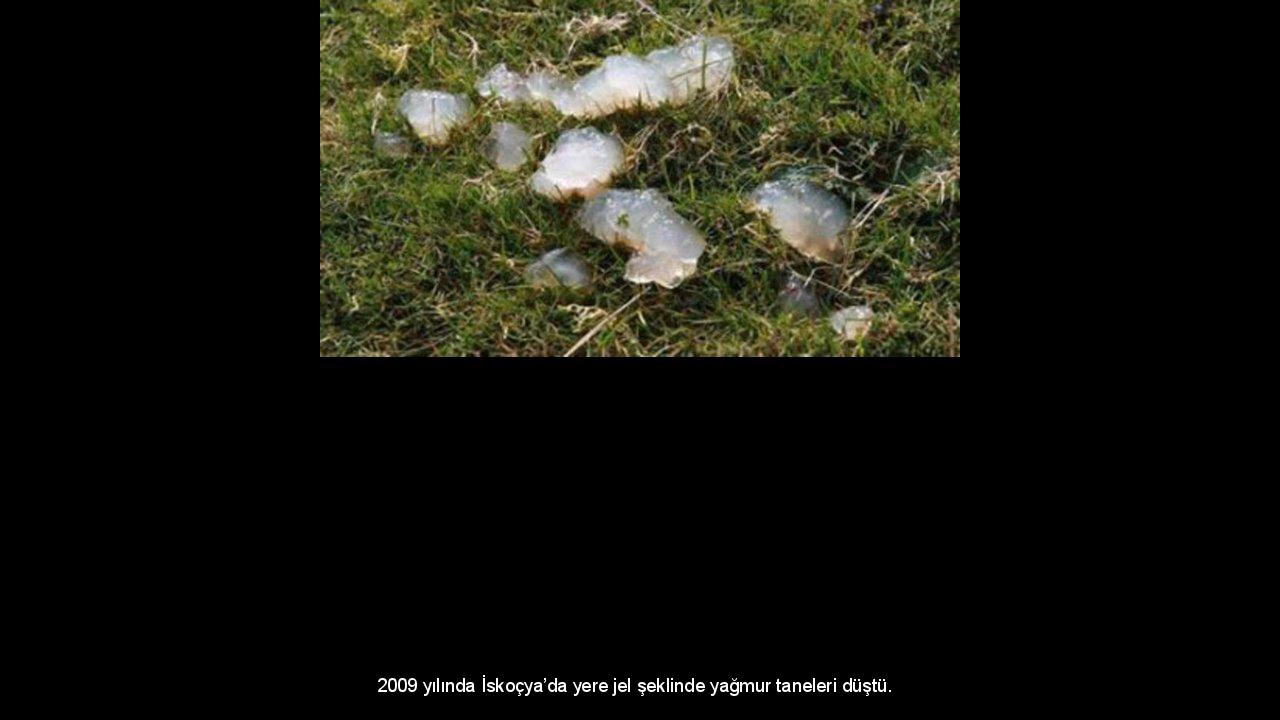 2009 yılında İskoçya’da yere jel şeklinde yağmur taneleri düştü.